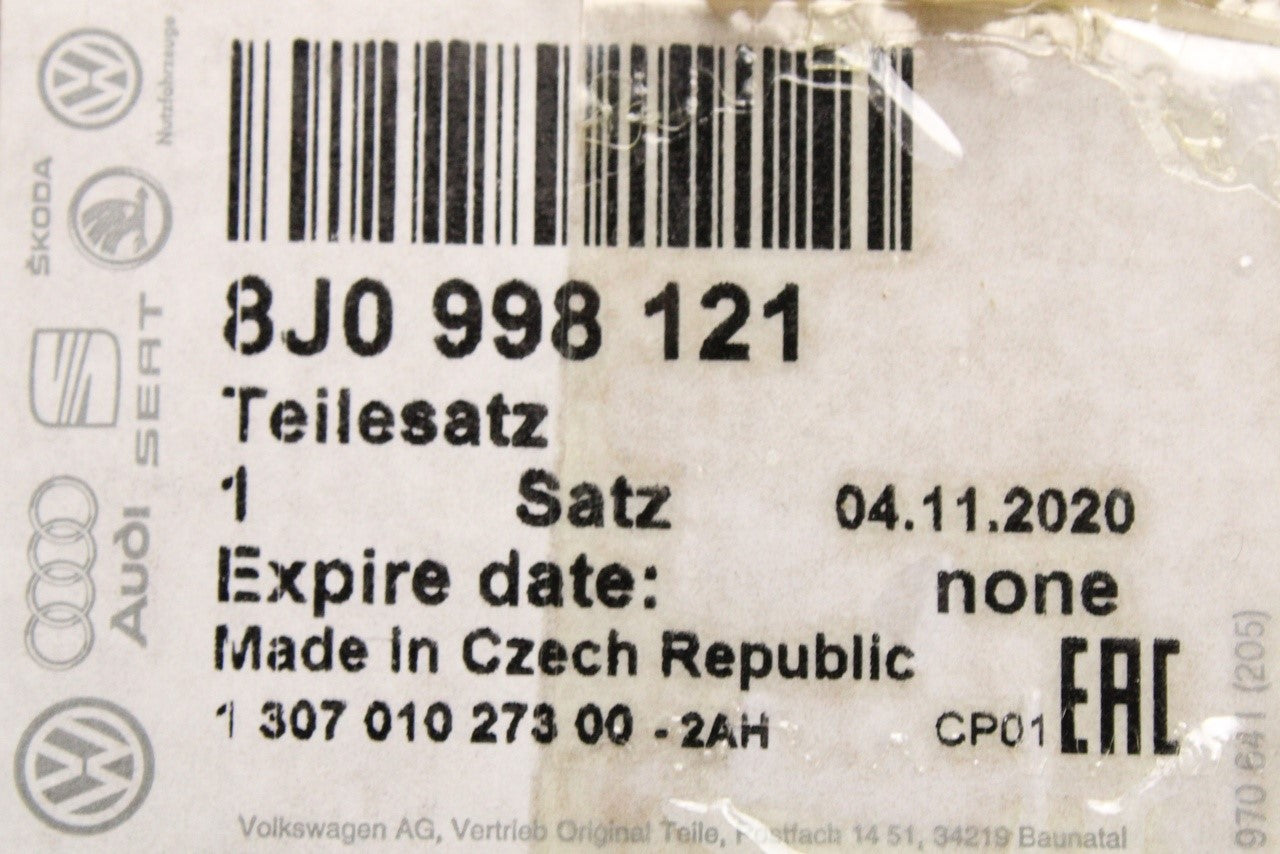 Nutzfahrzeuge
ŠKODA
SEAT
Audi
8J0 998 121
Teilesatz
1 Satz 04.11.2020
Expire date: none
Made in Czech Republic
1 307 010 273 00 - 2AH CP01 EAC
Volkswagen AG, Vertrieb Original Teile, Postfach 14 51, 34219 Baunatal
970 641 (205)